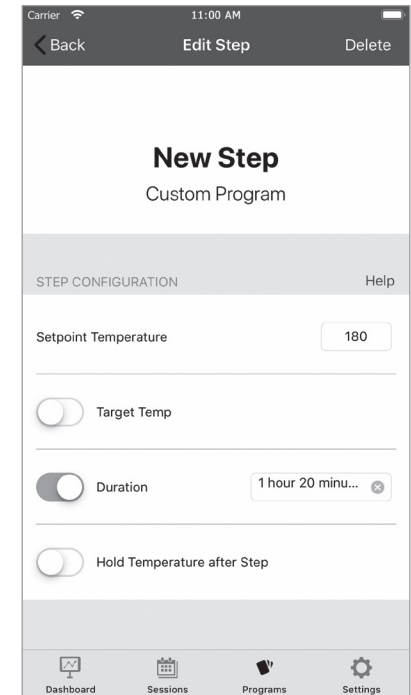 Carrier 11:00 AM
Back Edit Step Delete
New Step
Custom Program
STEP CONFIGURATION Help
Setpoint Temperature 180
Target Temp
Duration 1 hour 20 minu...
Hold Temperature after Step
Dashboard Sessions Programs Settings